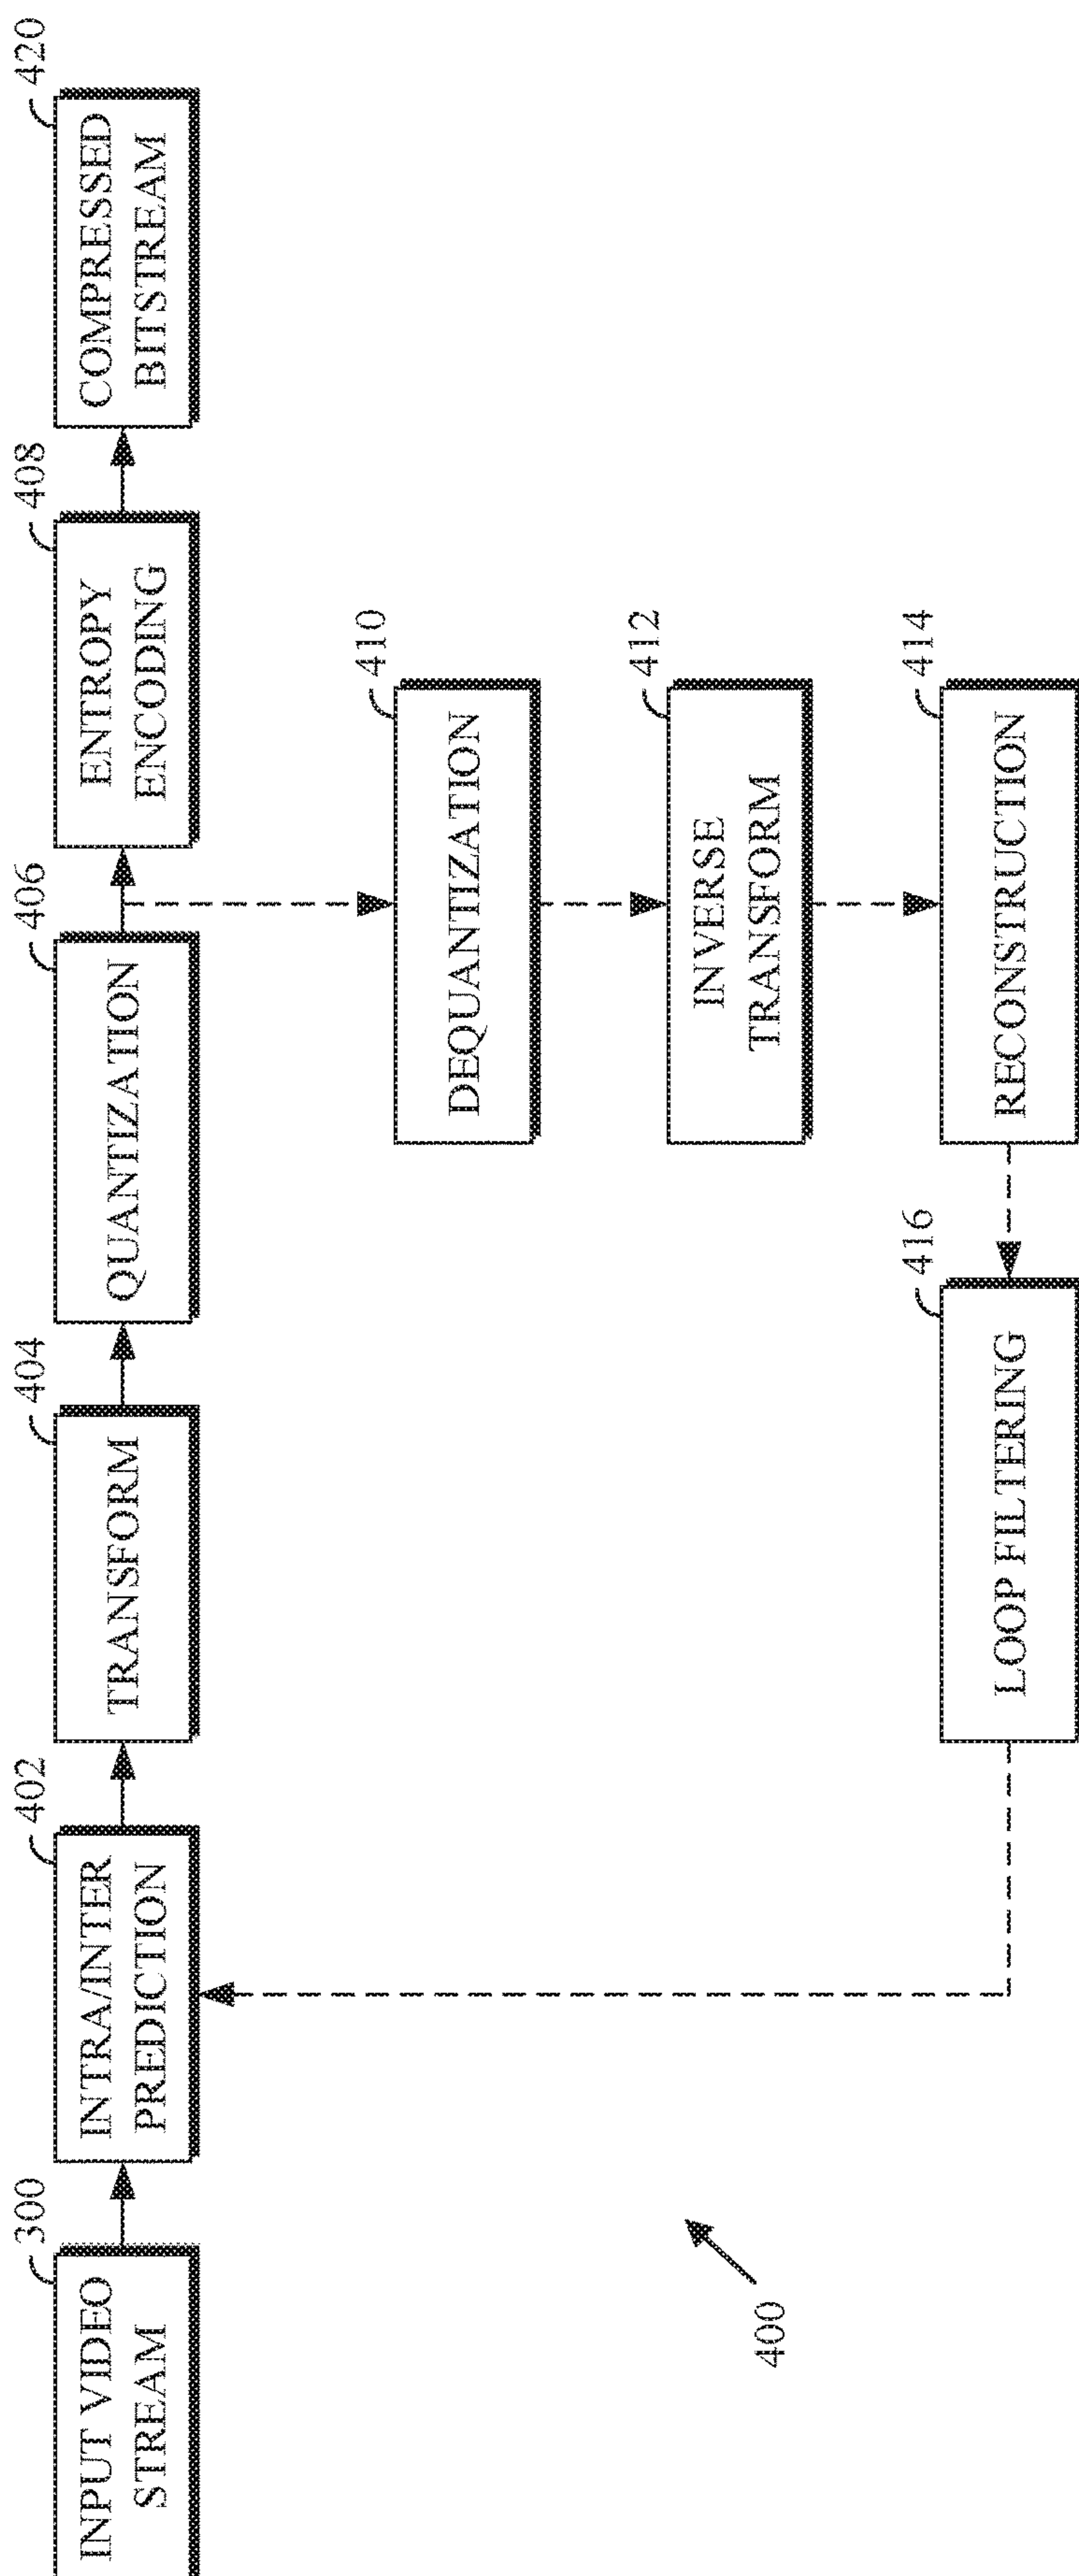 300
INPUT VIDEO
STREAM
402
INTRA/INTER
PREDICTION
404
TRANSFORM
406
QUANTIZATION
408
ENTROPY
ENCODING
420
COMPRESSED
BITSTREAM
410
DEQUANTIZATION
412
INVERSE
TRANSFORM
416
LOOP FILTERING
414
RECONSTRUCTION
400